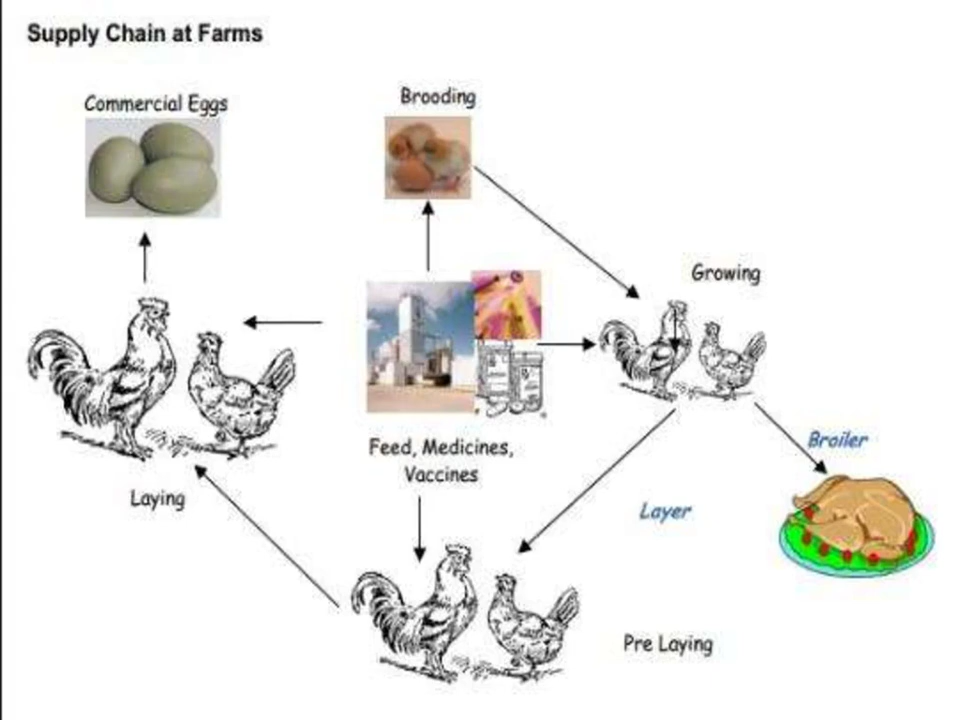 Supply Chain at Farms
Commercial Eggs
Brooding
Growing
Broiler
Feed, Medicines,
Vaccines
Laying
Layer
Pre Laying